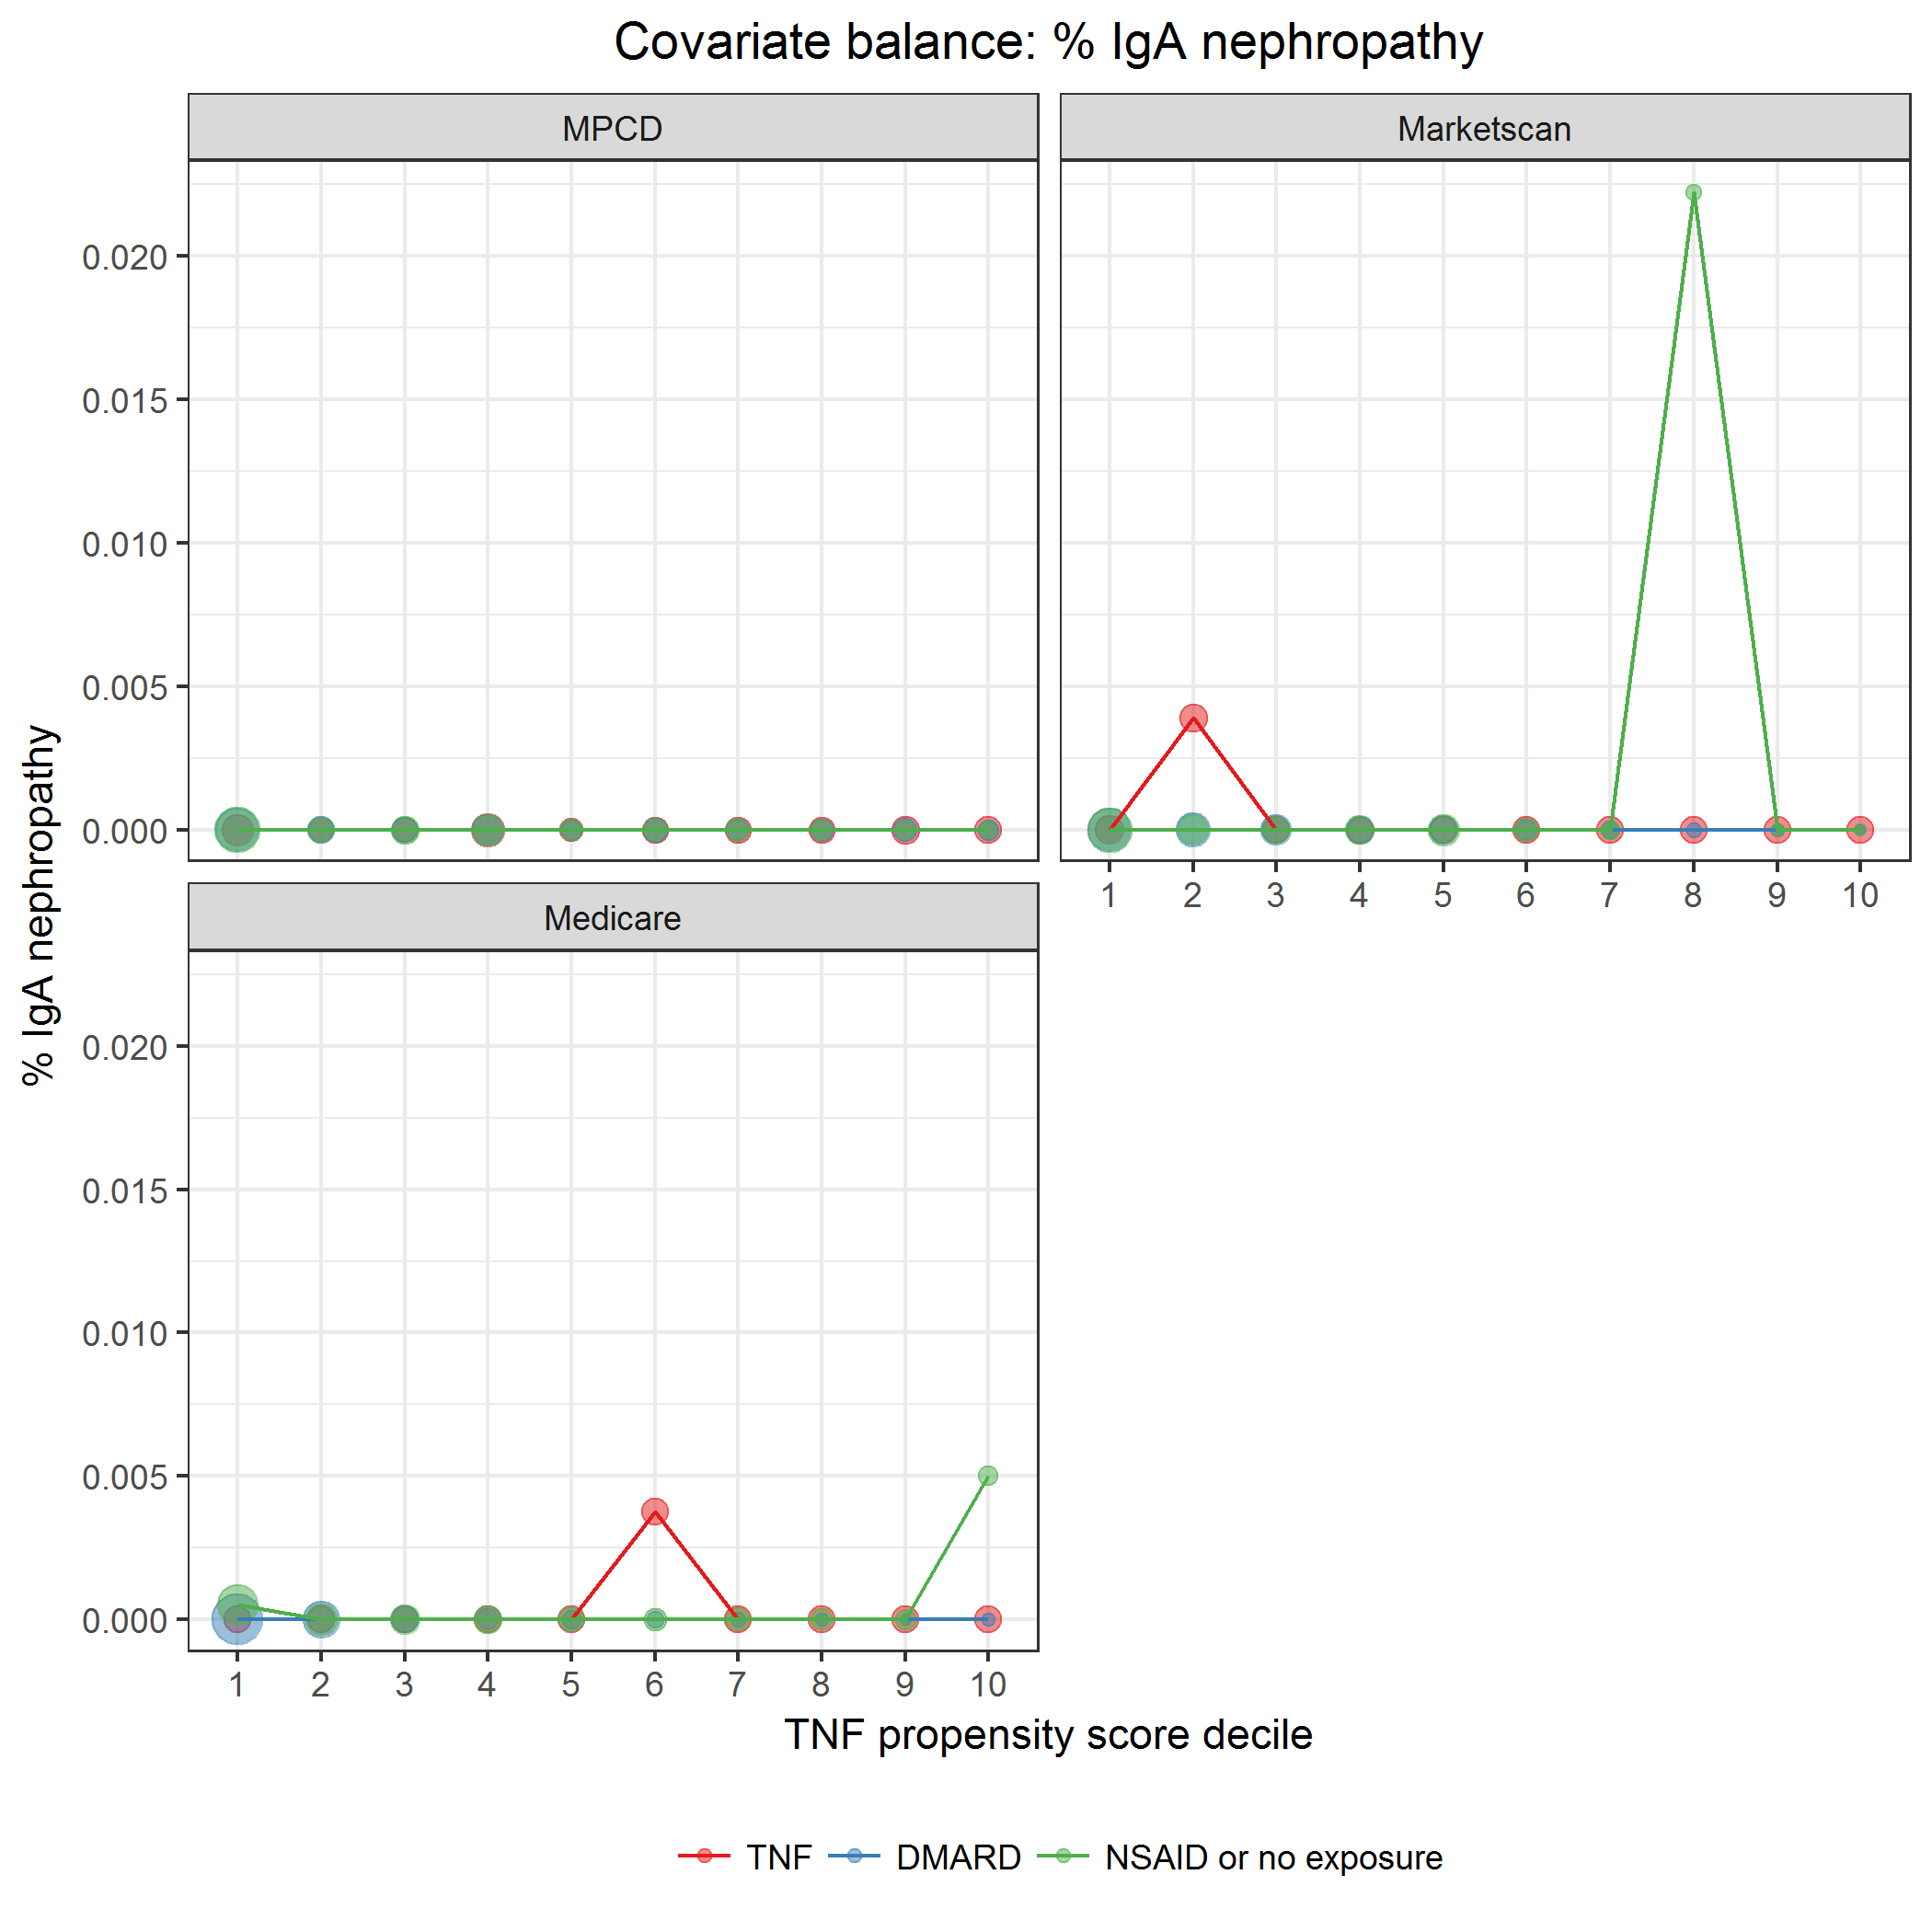 Covariate balance: % IgA nephropathy
MPCD
Marketscan
0.020
0.015
0.010
0.005
0.000
1 2 3 4 5 6 7 8 9 10
Medicare
0.020
0.015
0.010
0.005
0.000
1 2 3 4 5 6 7 8 9 10
% IgA nephropathy
TNF propensity score decile
TNF DMARD NSAID or no exposure